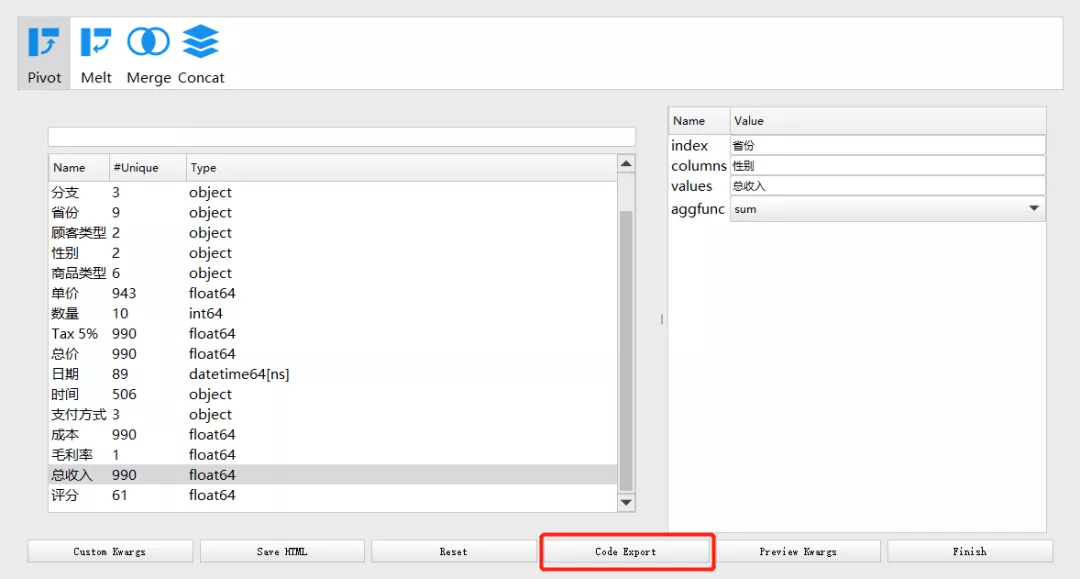 Pivot Melt Merge Concat
Name #Unique Type
分支 3 object
省份 9 object
顾客类型 2 object
性别 2 object
商品类型 6 object
单价 943 float64
数量 10 int64
Tax 5% 990 float64
总价 990 float64
日期 89 datetime64[ns]
时间 506 object
支付方式 3 object
成本 990 float64
毛利率 1 float64
总收入 990 float64
评分 61 float64
Name Value
index 省份
columns 性别
values 总收入
aggfunc sum
Custom Kwargs Save HTML Reset Code Export Preview Kwargs Finish